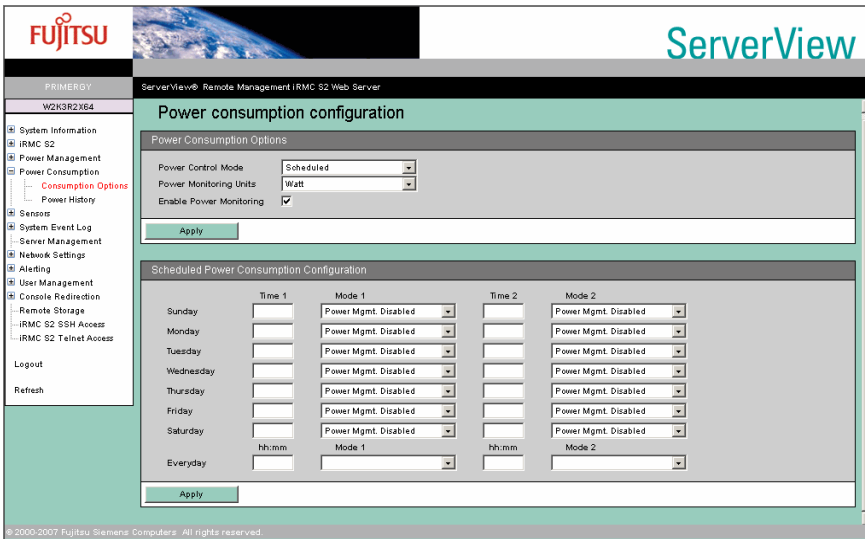 FUJITSU
ServerView
PRIMERGY
ServerView® Remote Management iRMC S2 Web Server
W2K3R2X64
Power consumption configuration
System Information
iRMC S2
Power Management
Power Consumption
Consumption Options
Power History
Sensors
System Event Log
Server Management
Network Settings
Alerting
User Management
Console Redirection
Remote Storage
iRMC S2 SSH Access
iRMC S2 Telnet Access
Logout
Refresh
Power Consumption Options
Power Control Mode Scheduled
Power Monitoring Units Watt
Enable Power Monitoring
Apply
Scheduled Power Consumption Configuration
Time 1 Mode 1 Time 2 Mode 2
Sunday Power Mgmt. Disabled Power Mgmt. Disabled
Monday Power Mgmt. Disabled Power Mgmt. Disabled
Tuesday Power Mgmt. Disabled Power Mgmt. Disabled
Wednesday Power Mgmt. Disabled Power Mgmt. Disabled
Thursday Power Mgmt. Disabled Power Mgmt. Disabled
Friday Power Mgmt. Disabled Power Mgmt. Disabled
Saturday Power Mgmt. Disabled Power Mgmt. Disabled
hh:mm Mode 1 hh:mm Mode 2
Everyday
Apply
© 2000-2007 Fujitsu Siemens Computers All rights reserved.